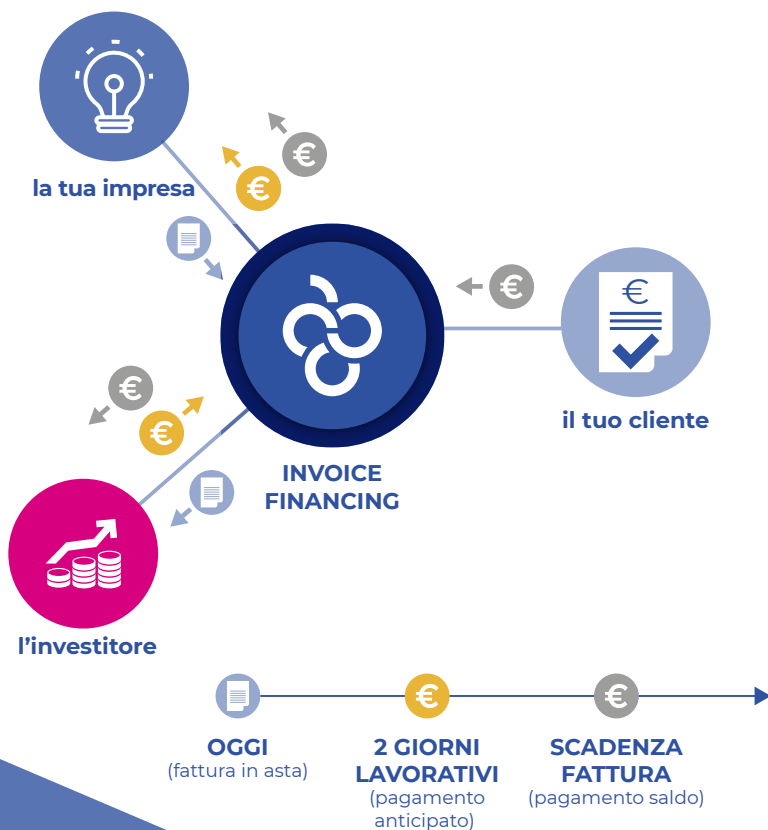 la tua impresa
€
€
€
il tuo cliente
€
€
€
INVOICE
FINANCING
l’investitore
€
€
OGGI
(fattura in asta)
2 GIORNI
LAVORATIVI
(pagamento
anticipato)
SCADENZA
FATTURA
(pagamento saldo)